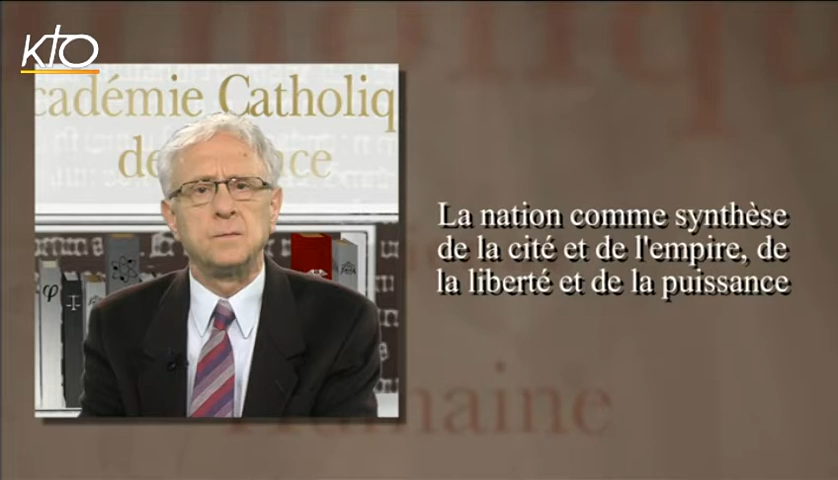 KTO
cadémie Catholiq
de
nce
La nation comme synthèse
de la cité et de l'empire, de
la liberté et de la puissance
maine